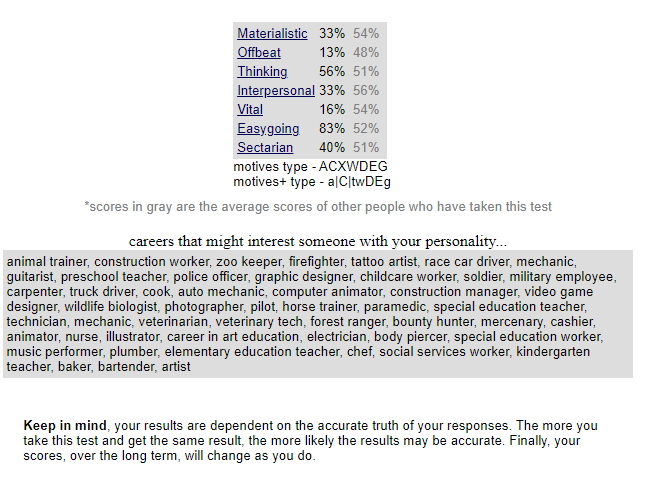 Materialistic 33% 54%
Offbeat 13% 48%
Thinking 56% 51%
Interpersonal 33% 56%
Vital 16% 54%
Easygoing 83% 52%
Sectarian 40% 51%
motives type - ACXWDEG
motives+ type - a|C|twDEg
*scores in gray are the average scores of other people who have taken this test
careers that might interest someone with your personality...
animal trainer, construction worker, zoo keeper, firefighter, tattoo artist, race car driver, mechanic,
guitarist, preschool teacher, police officer, graphic designer, childcare worker, soldier, military employee,
carpenter, truck driver, cook, auto mechanic, computer animator, construction manager, video game
designer, wildlife biologist, photographer, pilot, horse trainer, paramedic, special education teacher,
technician, mechanic, veterinarian, veterinary tech, forest ranger, bounty hunter, mercenary, cashier,
animator, nurse, illustrator, career in art education, electrician, body piercer, special education worker,
music performer, plumber, elementary education teacher, chef, social services worker, kindergarten
teacher, baker, bartender, artist
Keep in mind, your results are dependent on the accurate truth of your responses. The more you
take this test and get the same result, the more likely the results may be accurate. Finally, your
scores, over the long term, will change as you do.